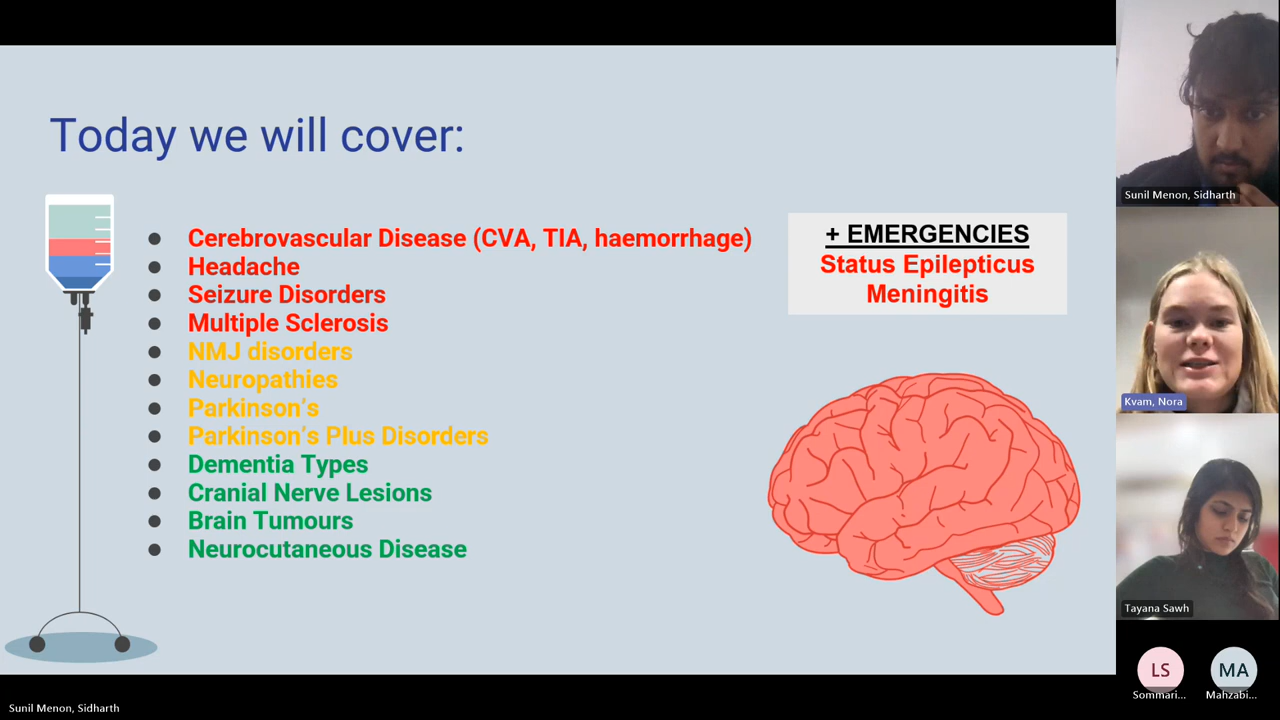 Today we will cover:
Cerebrovascular Disease (CVA, TIA, haemorrhage)
Headache
Seizure Disorders
Multiple Sclerosis
NMJ disorders
Neuropathies
Parkinson's
Parkinson's Plus Disorders
Dementia Types
Cranial Nerve Lesions
Brain Tumours
Neurocutaneous Disease
+ EMERGENCIES
Status Epilepticus
Meningitis
Sunil Menon, Sidharth
Kvam, Nora
Tayana Sawh
LS
Sommari...
MA
Mahzabi...
Sunil Menon, Sidharth